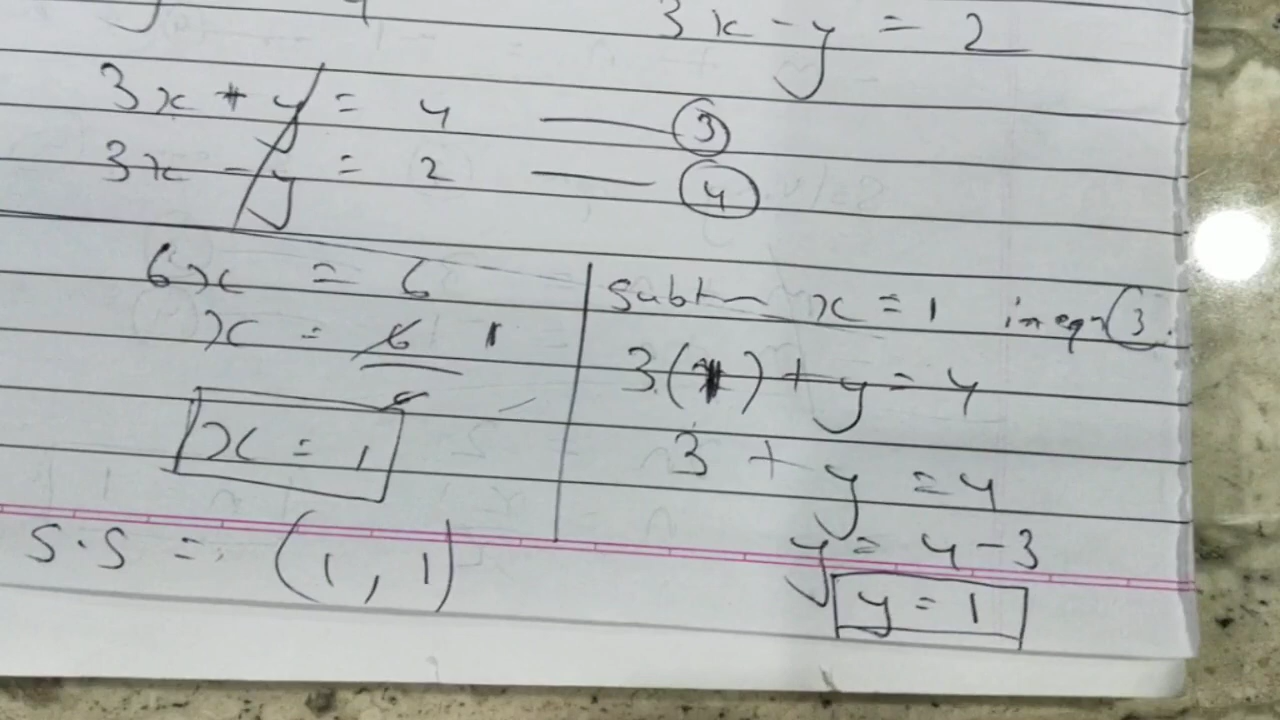 3x - y = 2
3x + y = 4 ③
3x - y = 2 ④
6x = 6
x = 6 1
6
x = 1
S.S = (1, 1)
x = 1 in eqn ③.
3(1) + y = 4
3 + y = 4
y = 4 - 3
y = 1